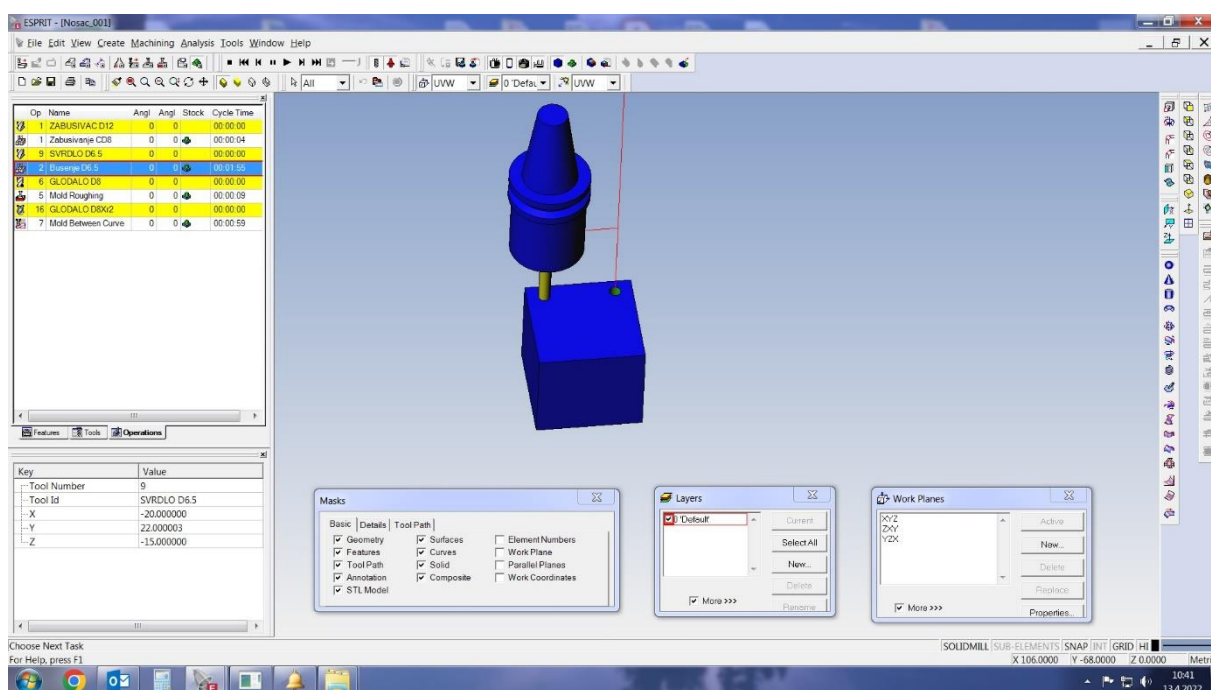 ESPRIT - [Nosac_001]
File Edit View Create Machining Analysis Tools Window Help
All UVW 0 'Defau UVW
Op Name Angl Angl Stock Cycle Time
1 ZABUSIVAC D12 0 0 00:00:00
1 Zabusivanje CD8 0 0 00:00:04
9 SVRDLO D6.5 0 0 00:00:00
2 Busenje D6.5 0 0 00:01:55
6 GLODALO D8 0 0 00:00:00
5 Mold Roughing 0 0 00:00:09
16 GLODALO D8Xr2 0 0 00:00:00
7 Mold Between Curve 0 0 00:00:59
Features Tools Operations
Key Value
Tool Number 9
Tool Id SVRDLO D6.5
X -20.000000
Y 22.000003
Z -15.000000
Masks
Basic Details Tool Path
Geometry Surfaces Element Numbers
Features Curves Work Plane
Tool Path Solid Parallel Planes
Annotation Composite Work Coordinates
STL Model
Layers
0 'Default'
Current
Select All
New...
Delete
Rename
More >>>
Work Planes
XYZ
ZXY
YZX
Active
New...
Delete
Replace
Properties...
More >>>
Choose Next Task
SOLIDMILL SUB-ELEMENTS SNAP INT GRID HI
For Help, press F1
X 106.0000 Y -68.0000 Z 0.0000 Metri
10:41
13.4.2022